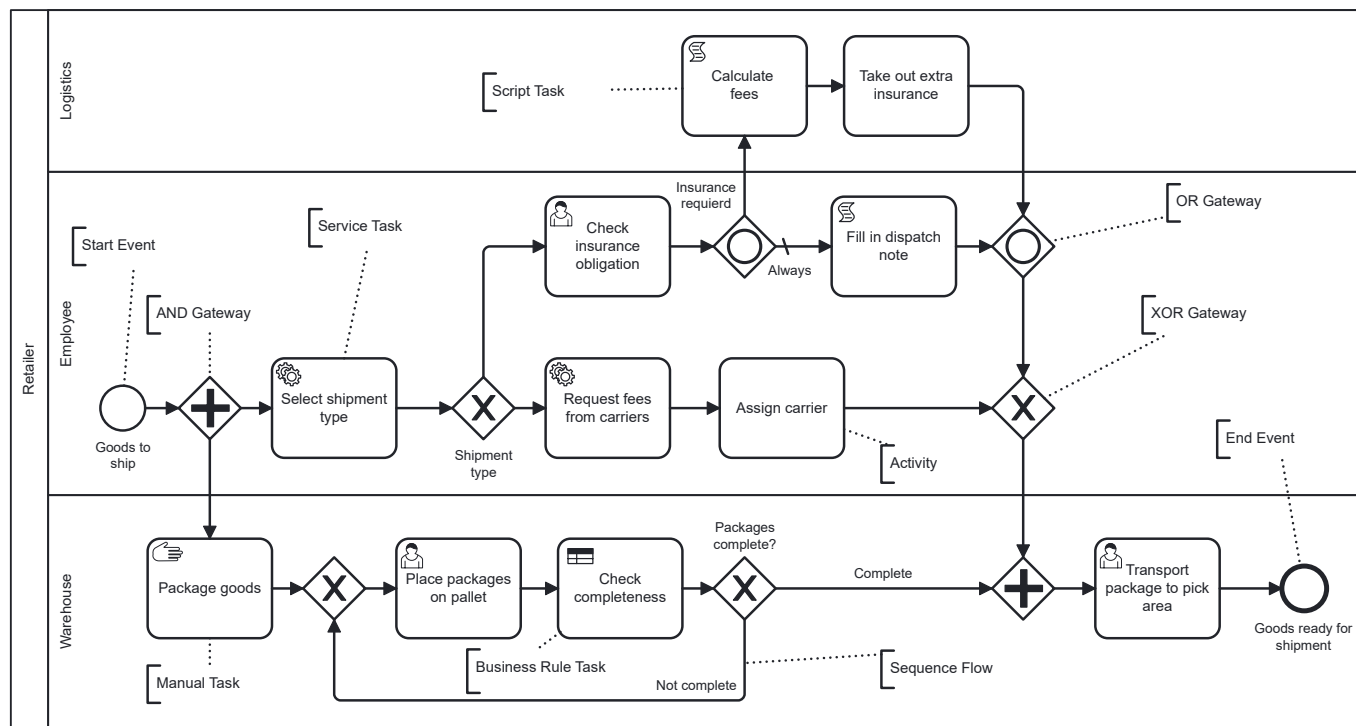 Retailer
Logistics
Script Task
Calculate
fees
Take out extra
insurance
Employee
Start Event
AND Gateway
Service Task
Insurance
requierd
Check
insurance
obligation
Always
Fill in dispatch
note
OR Gateway
XOR Gateway
Goods to
ship
Select shipment
type
Shipment
type
Request fees
from carriers
Assign carrier
Activity
End Event
Warehouse
Package goods
Manual Task
Place packages
on pallet
Check
completeness
Business Rule Task
Packages
complete?
Complete
Not complete
Sequence Flow
Transport
package to pick
area
Goods ready for
shipment